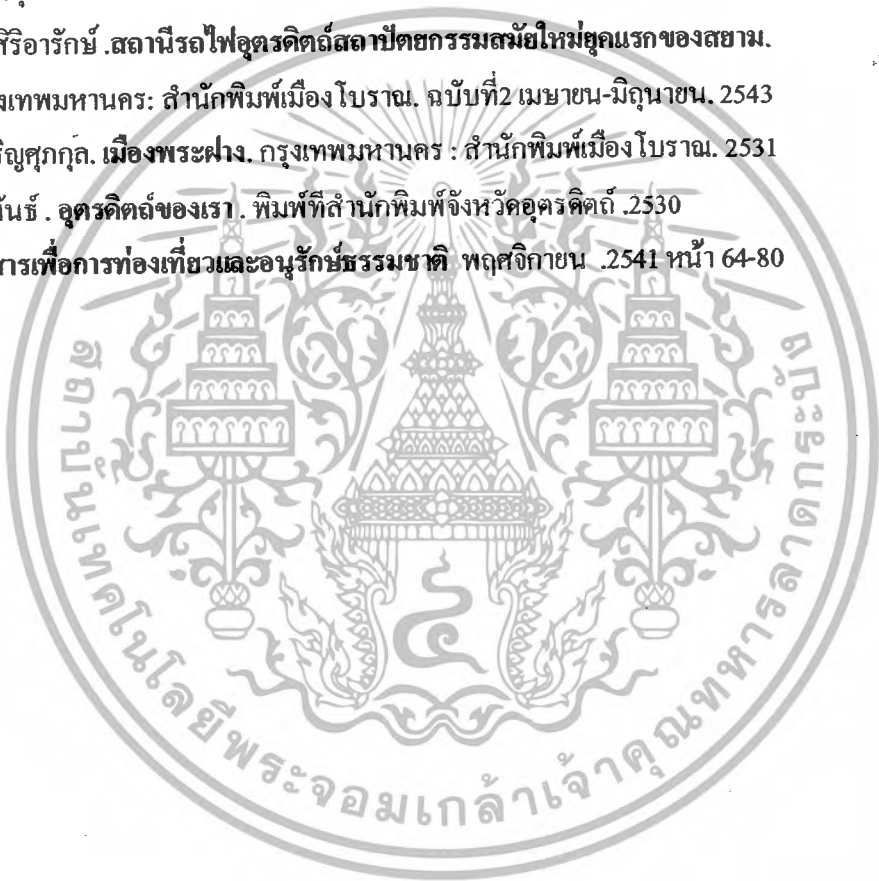 สิริอารักษ์ .สถานีรถไฟอุตรดิตถ์สถาปัตยกรรมสมัยใหม่ยุคแรกของสยาม.
งเทพมหานคร: สำนักพิมพ์เมืองโบราณ. ฉบับที่2 เมษายน-มิถุนายน. 2543
ริญศุภกุล. เมืองพระฝาง. กรุงเทพมหานคร : สำนักพิมพ์เมืองโบราณ. 2531
ันธ์ . อุตรดิตถ์ของเรา . พิมพ์ที่สำนักพิมพ์จังหวัดอุตรดิตถ์ .2530
ารเพื่อการท่องเที่ยวและอนุรักษ์ธรรมชาติ พฤศจิกายน .2541 หน้า 64-80
สถาบันเทคโนโลยีพระจอมเกล้าเจ้าคุณทหารลาดกระบัง
๔